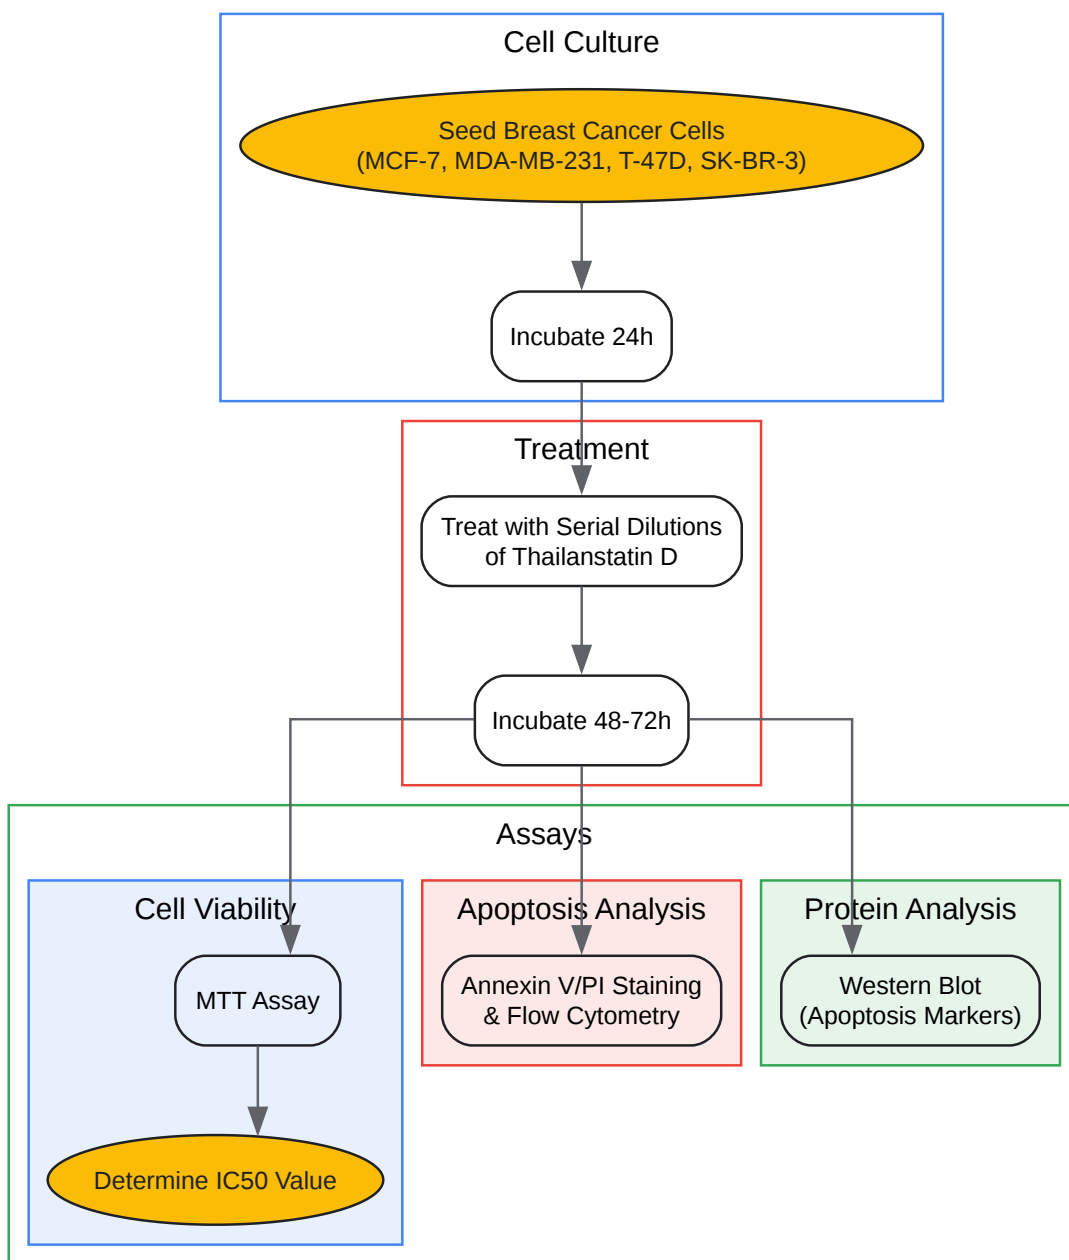 Cell Culture
Seed Breast Cancer Cells
(MCF-7, MDA-MB-231, T-47D, SK-BR-3)
Incubate 24h
Treatment
Treat with Serial Dilutions
of Thailanstatin D
Incubate 48-72h
Assays
Cell Viability
MTT Assay
Determine IC50 Value
Apoptosis Analysis
Annexin V/PI Staining
& Flow Cytometry
Protein Analysis
Western Blot
(Apoptosis Markers)